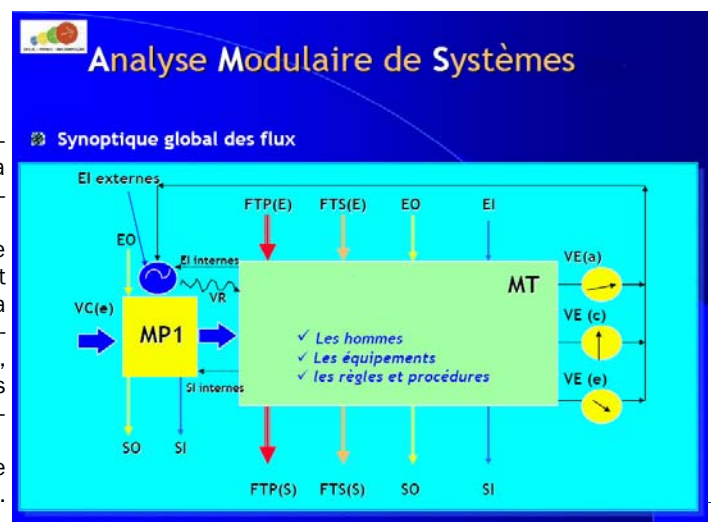 Analyse Modulaire de Systèmes
Synoptique global des flux
EI externes
FTP(E) FTS(E) EO EI
EO
EI internes
VE(a)
MT
VR
VC(e)
VE (c)
MP1
✓ Les hommes
✓ Les équipements
✓ les règles et procédures
VE (e)
SI internes
SO SI
FTP(S) FTS(S) SO SI